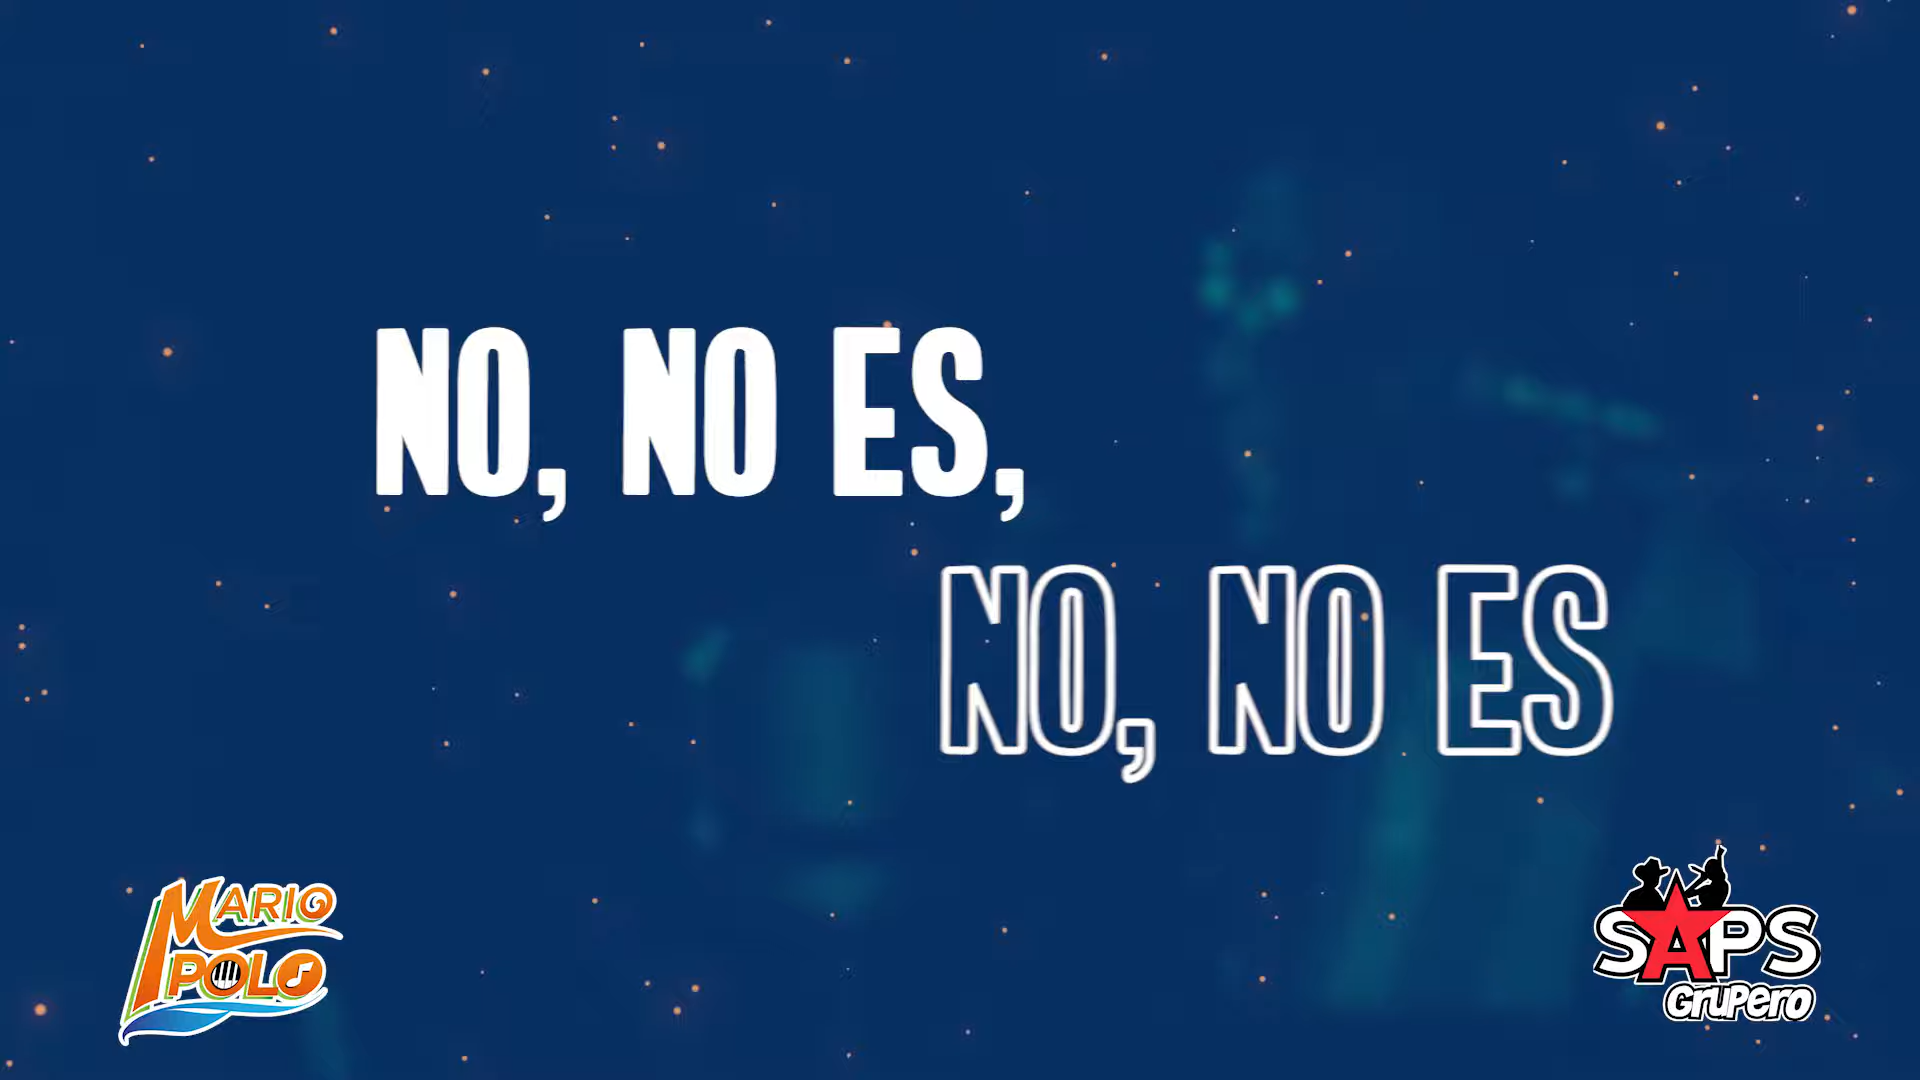 NO, NO ES,
NO, NO ES
MARIO
POLO
SAPS
GRUPERO